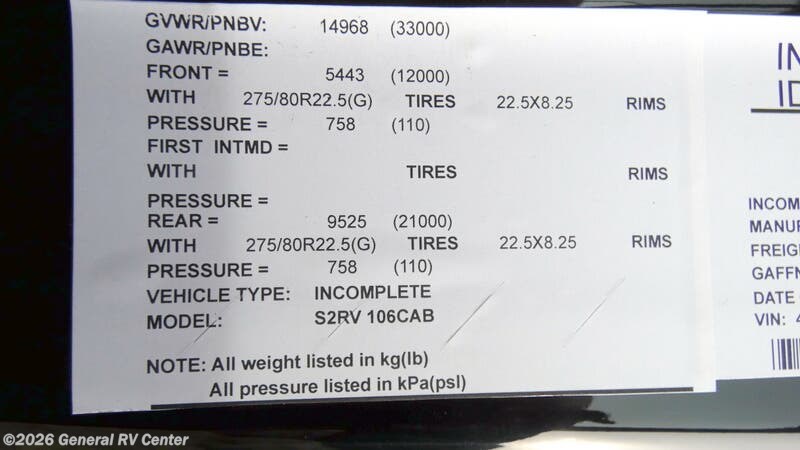 GVWR/PNBV: 14968 (33000)
GAWR/PNBE:
FRONT = 5443 (12000)
WITH 275/80R22.5(G) TIRES 22.5X8.25 RIMS
PRESSURE = 758 (110)
FIRST INTMD =
WITH TIRES RIMS
PRESSURE =
REAR = 9525 (21000)
WITH 275/80R22.5(G) TIRES 22.5X8.25 RIMS
PRESSURE = 758 (110)
VEHICLE TYPE: INCOMPLETE
MODEL: S2RV 106CAB
NOTE: All weight listed in kg(lb)
All pressure listed in kPa(psl)
IN
ID
INCOM
MANUF
FREIG
GAFFN
DATE
VIN: 4
©2026 General RV Center